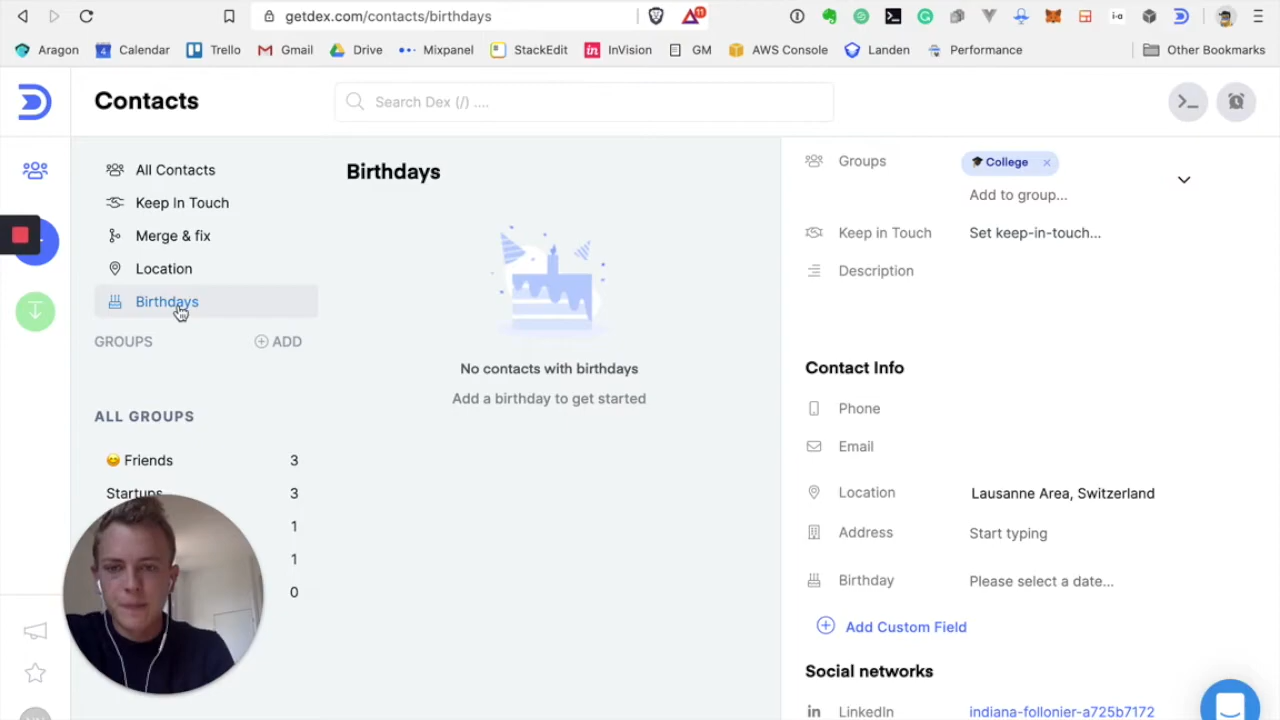 getdex.com/contacts/birthdays
11
Aragon
Calendar
Trello
Gmail
Drive
Mixpanel
StackEdit
InVision
GM
AWS Console
Landen
Performance
Other Bookmarks
Contacts
Search Dex (/) ....
All Contacts
Keep In Touch
Merge & fix
Location
Birthdays
GROUPS
ADD
ALL GROUPS
😊 Friends 3
Startups 3
1
1
0
Birthdays
No contacts with birthdays
Add a birthday to get started
Groups
🎓 College ×
Add to group...
Keep in Touch Set keep-in-touch...
Description
Contact Info
Phone
Email
Location Lausanne Area, Switzerland
Address Start typing
Birthday Please select a date...
Add Custom Field
Social networks
in LinkedIn indiana-follonier-a725b7172